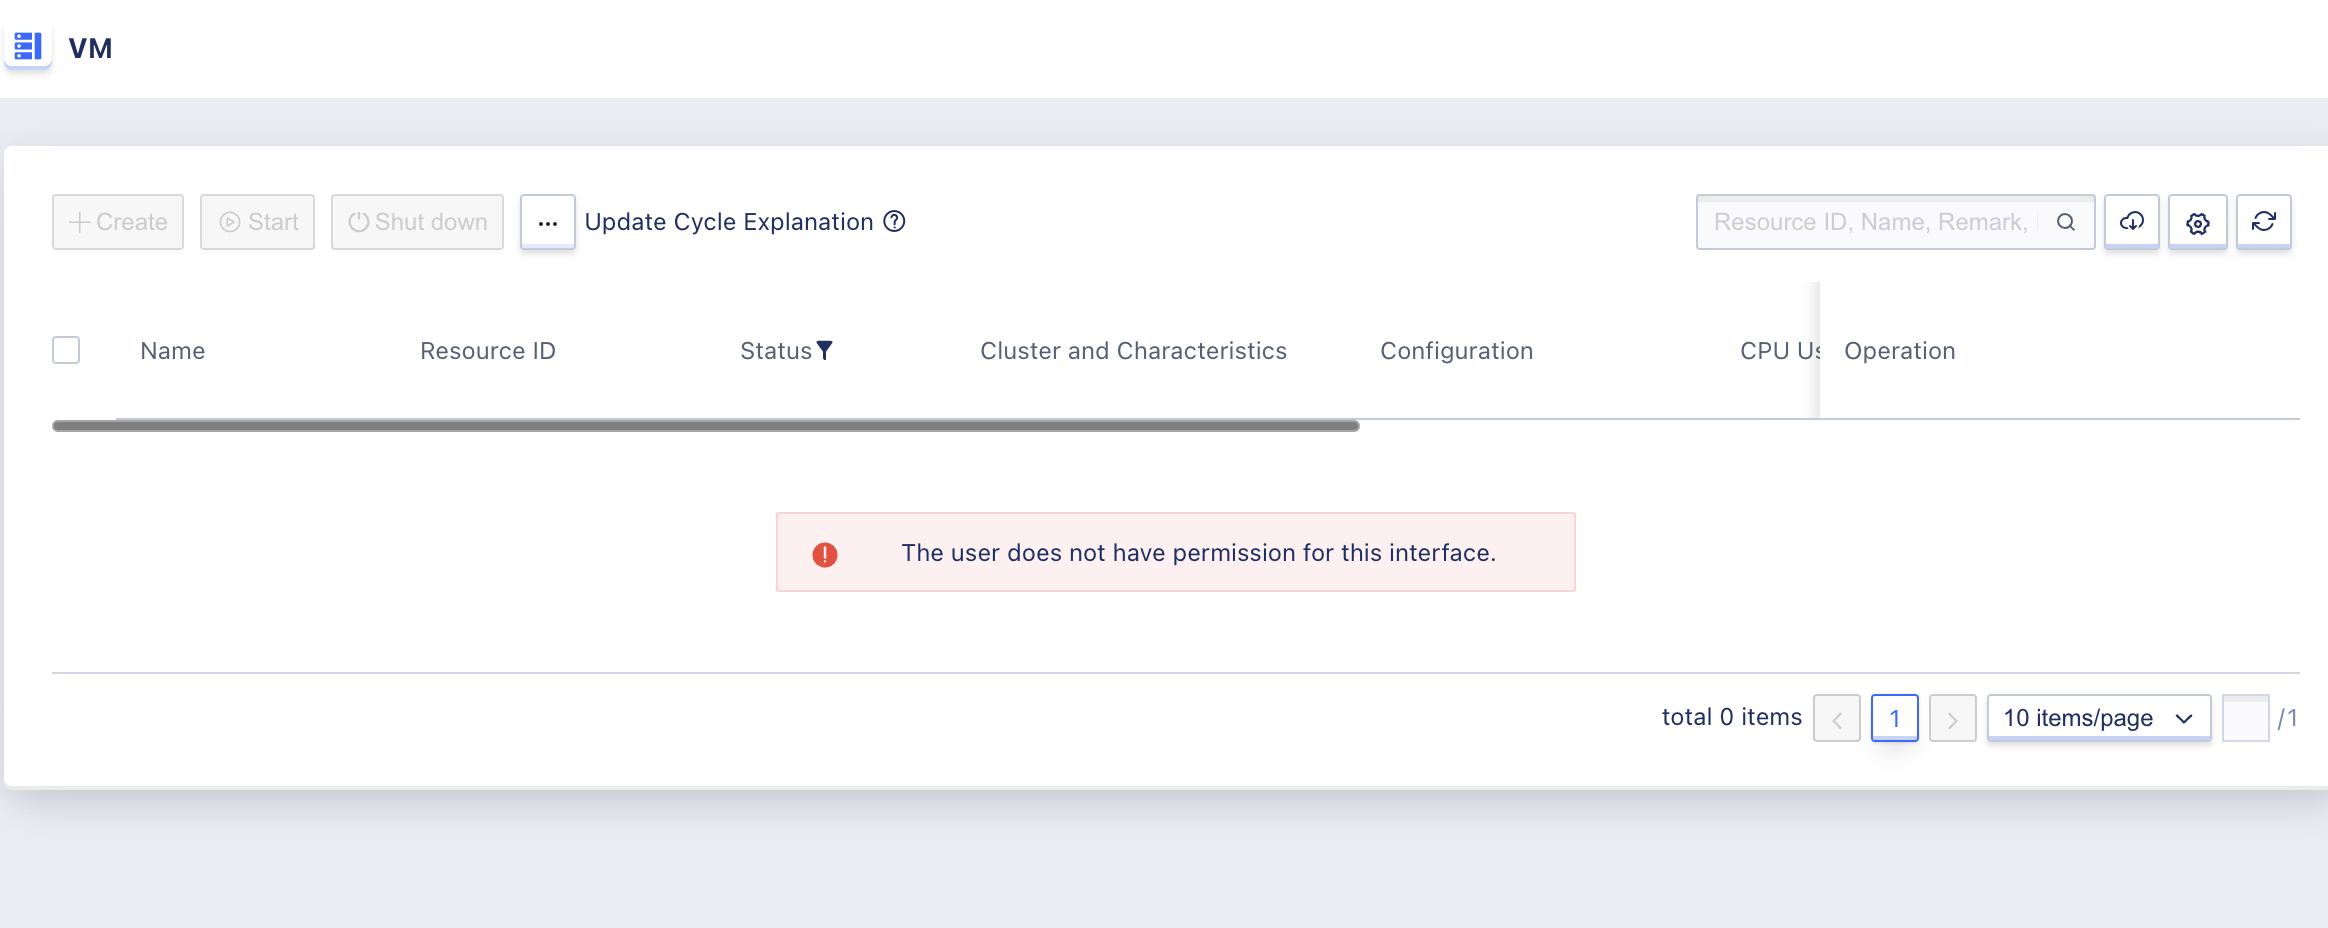 VM
Create Start Shut down ... Update Cycle Explanation Resource ID, Name, Remark,
Name Resource ID Status Cluster and Characteristics Configuration CPU Us Operation
The user does not have permission for this interface.
total 0 items 1 10 items/page /1